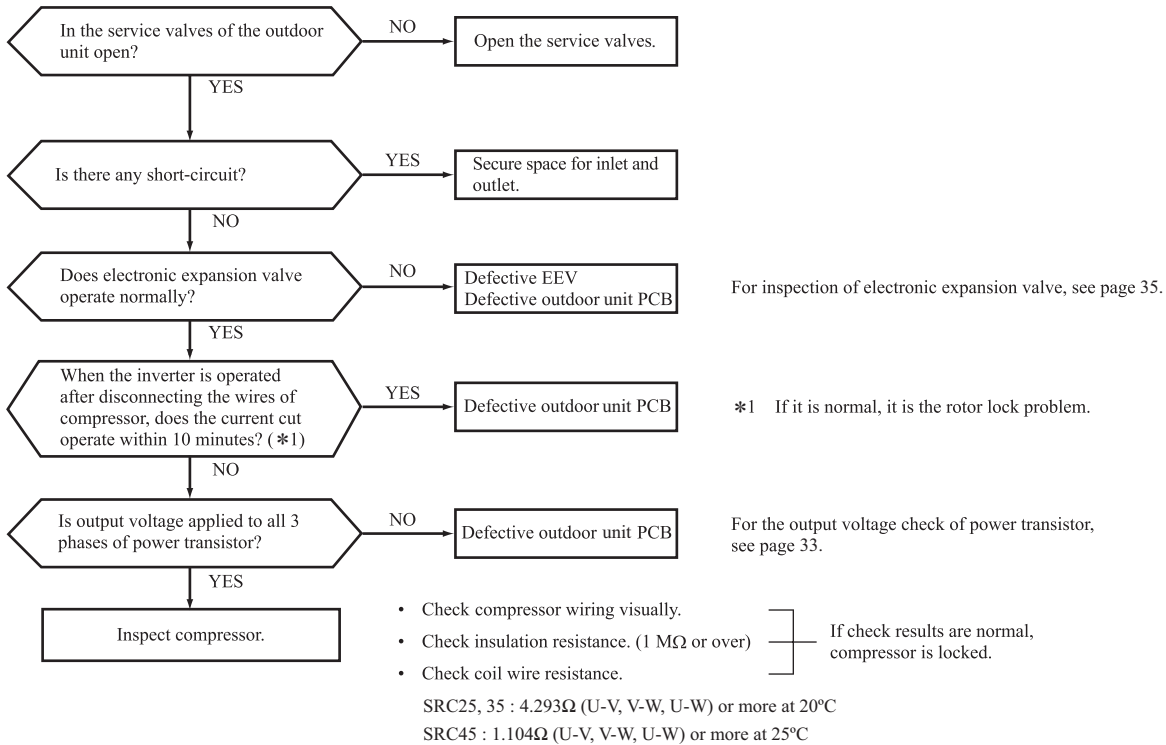 In the service valves of the outdoor
unit open?
NO
Open the service valves.
YES
Is there any short-circuit?
YES
Secure space for inlet and
outlet.
NO
Does electronic expansion valve
operate normally?
NO
Defective EEV
Defective outdoor unit PCB
For inspection of electronic expansion valve, see page 35.
YES
When the inverter is operated
after disconnecting the wires of
compressor, does the current cut
operate within 10 minutes? (∗1)
YES
Defective outdoor unit PCB
∗1 If it is normal, it is the rotor lock problem.
NO
Is output voltage applied to all 3
phases of power transistor?
NO
Defective outdoor unit PCB
For the output voltage check of power transistor,
see page 33.
YES
Inspect compressor.
• Check compressor wiring visually.
• Check insulation resistance. (1 MΩ or over)
• Check coil wire resistance.
If check results are normal,
compressor is locked.
SRC25, 35 : 4.293Ω (U-V, V-W, U-W) or more at 20ºC
SRC45 : 1.104Ω (U-V, V-W, U-W) or more at 25ºC